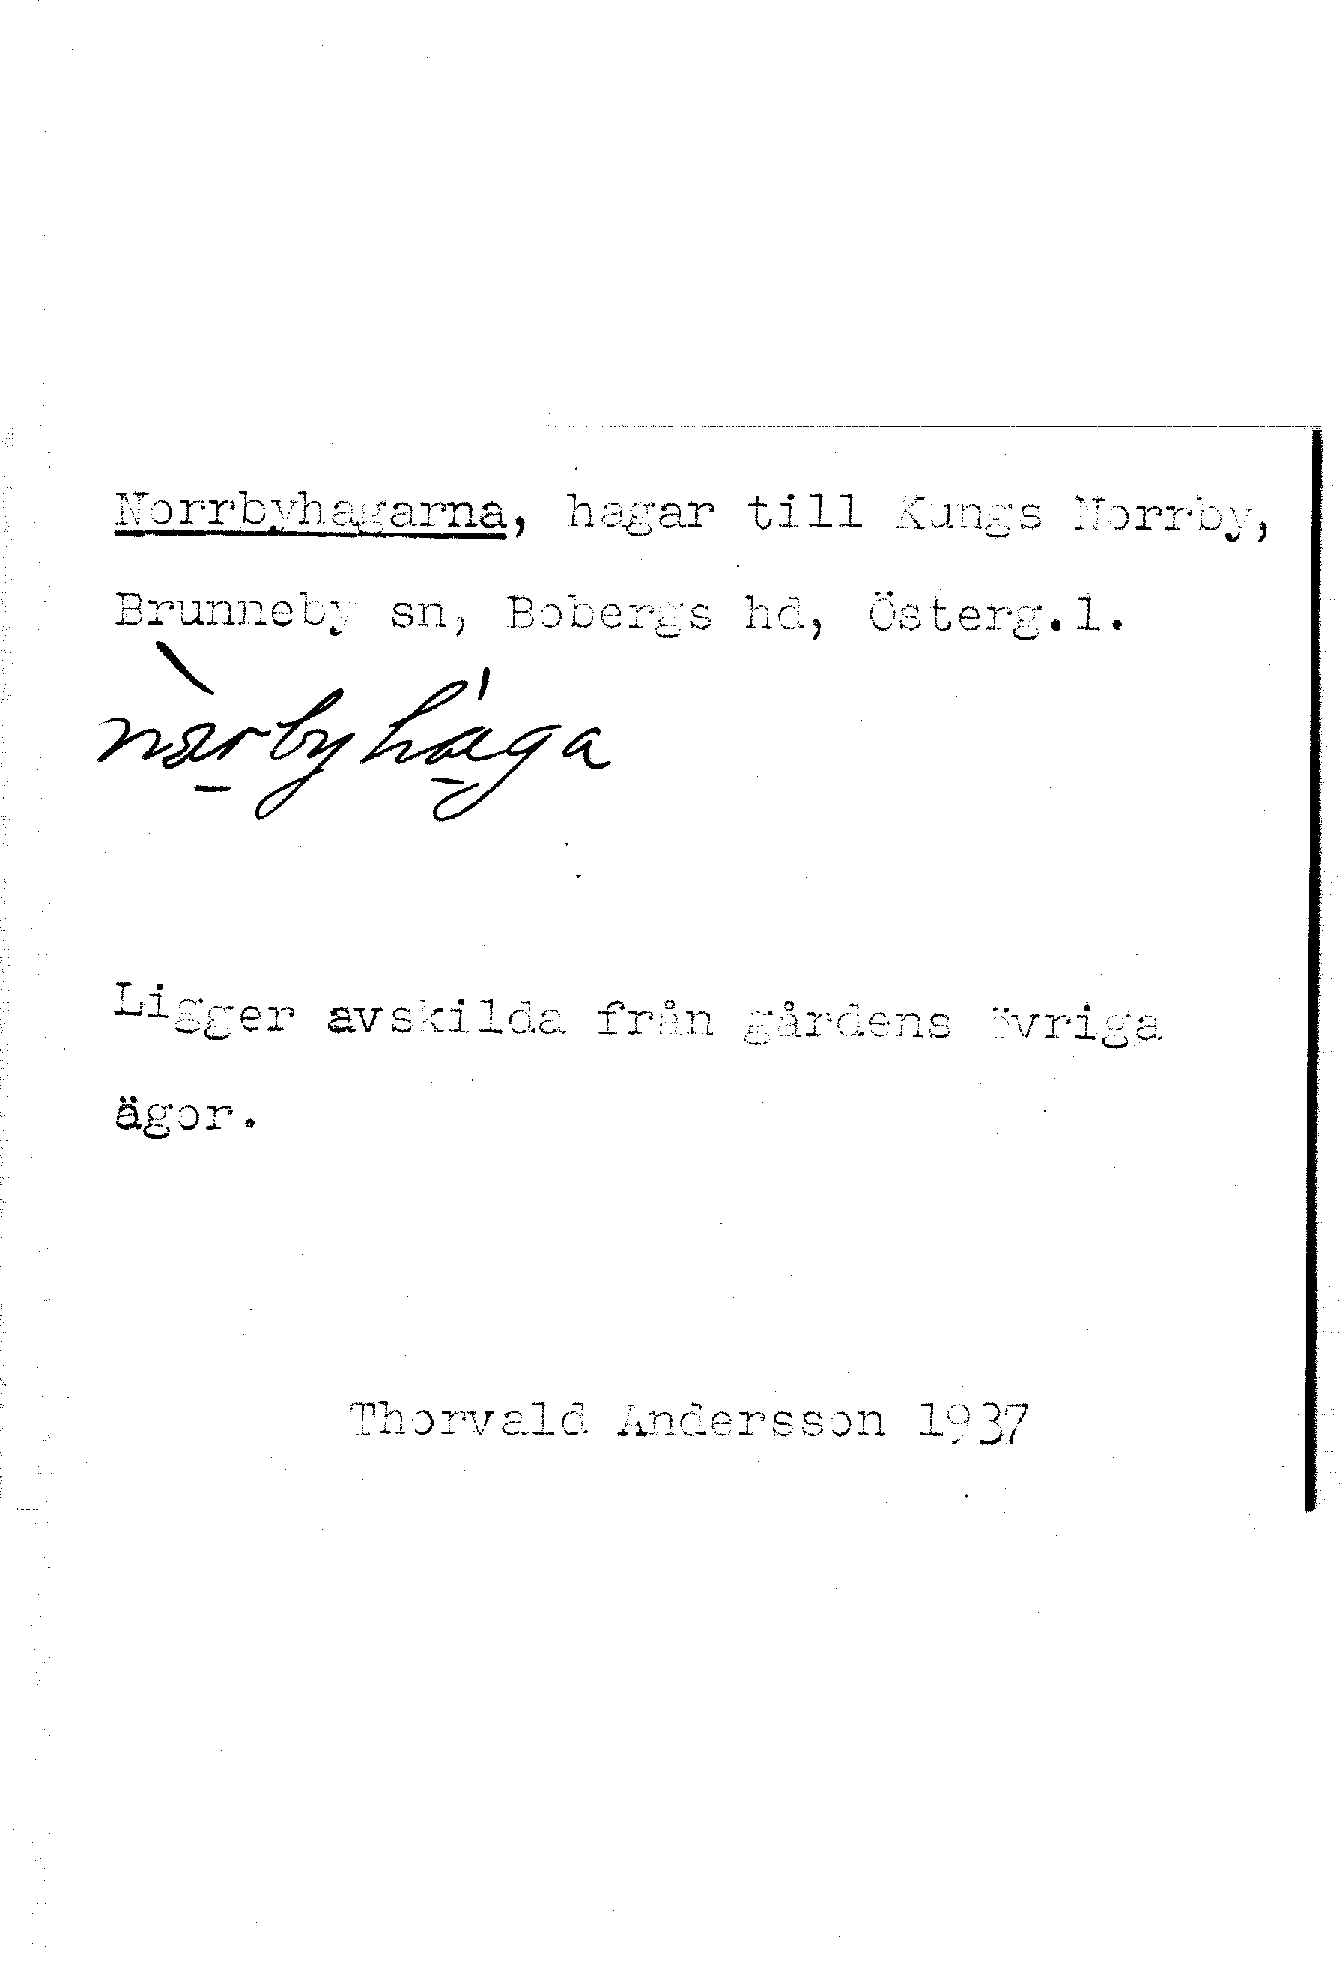 Norrbyhagarna, hagar till Kungs Norrby,
Brunneby sn, Bobergs hd, Österg.l.
Ligger avskilda från gårdens övriga
ägor.
Thorvald Andersson 1937